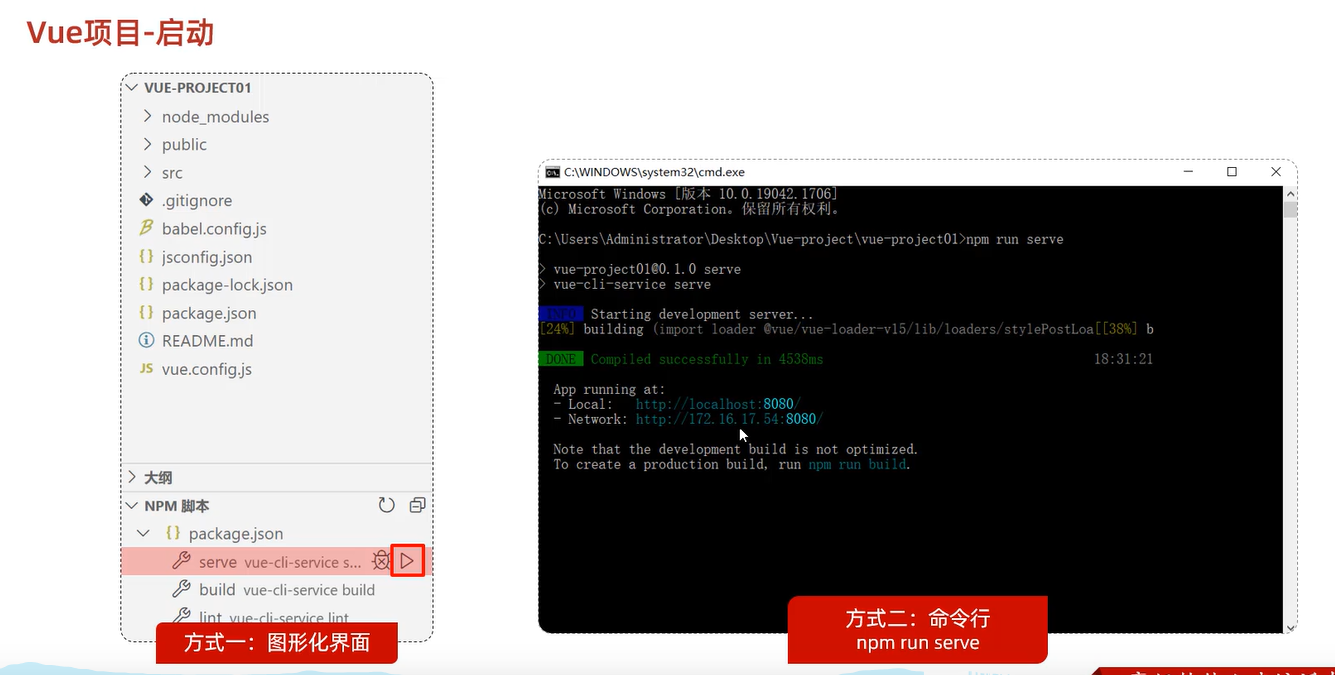 Vue项目-启动
VUE-PROJECT01
node_modules
public
src
.gitignore
babel.config.js
jsconfig.json
package-lock.json
package.json
README.md
JS vue.config.js
大纲
NPM 脚本
package.json
serve vue-cli-service s...
build vue-cli-service build
lint vue-cli-service lint
方式一：图形化界面
C:\WINDOWS\system32\cmd.exe
Microsoft Windows [版本 10.0.19042.1706]
(c) Microsoft Corporation。保留所有权利。
C:\Users\Administrator\Desktop\Vue-project\vue-project01>npm run serve
> vue-project01@0.1.0 serve
> vue-cli-service serve
INFO Starting development server...
[24%] building (import loader @vue/vue-loader-v15/lib/loaders/stylePostLoa[[38%] b
DONE Compiled successfully in 4538ms 18:31:21
App running at:
- Local: http://localhost:8080/
- Network: http://172.16.17.54:8080/
Note that the development build is not optimized.
To create a production build, run npm run build.
方式二：命令行
npm run serve